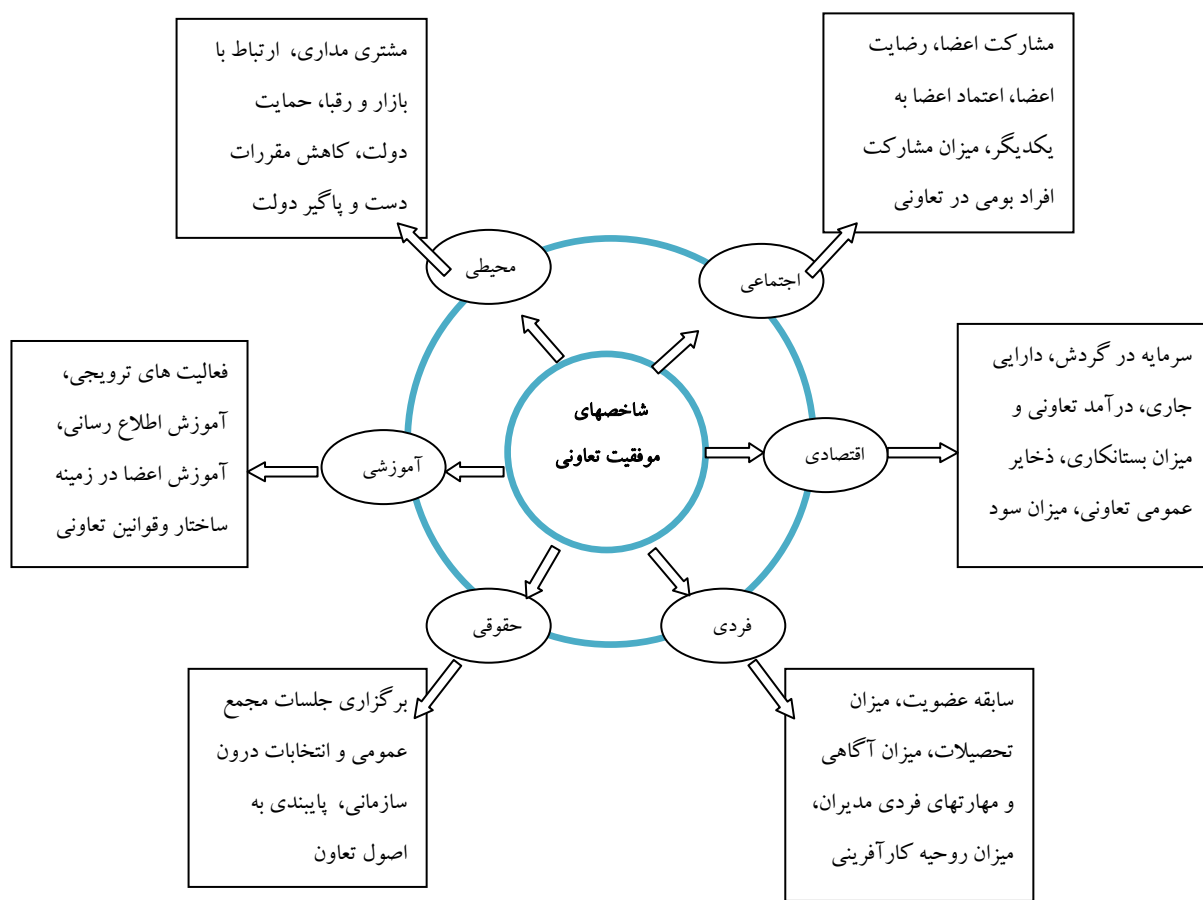 مشارکت اعضا، رضایت
اعضا، اعتماد اعضا به
یکدیگر، میزان مشارکت
افراد بومی در تعاونی
مشتری مداری، ارتباط با
بازار و رقبا، حمایت
دولت، کاهش مقررات
دست و پاگیر دولت
اجتماعی
محیطی
سرمایه در گردش، دارایی
جاری، درآمد تعاونی و
میزان بستانکاری، ذخایر
عمومی تعاونی، میزان سود
اقتصادی
شاخصهای
موفقیت تعاونی
آموزشی
فعالیت های ترویجی،
آموزش اطلاع رسانی،
آموزش اعضا در زمینه
ساختار وقوانین تعاونی
فردی
حقوقی
سابقه عضویت، میزان
تحصیلات، میزان آگاهی
و مهارتهای فردی مدیران،
میزان روحیه کارآفرینی
برگزاری جلسات مجمع
عمومی و انتخابات درون
سازمانی، پایبندی به
اصول تعاون